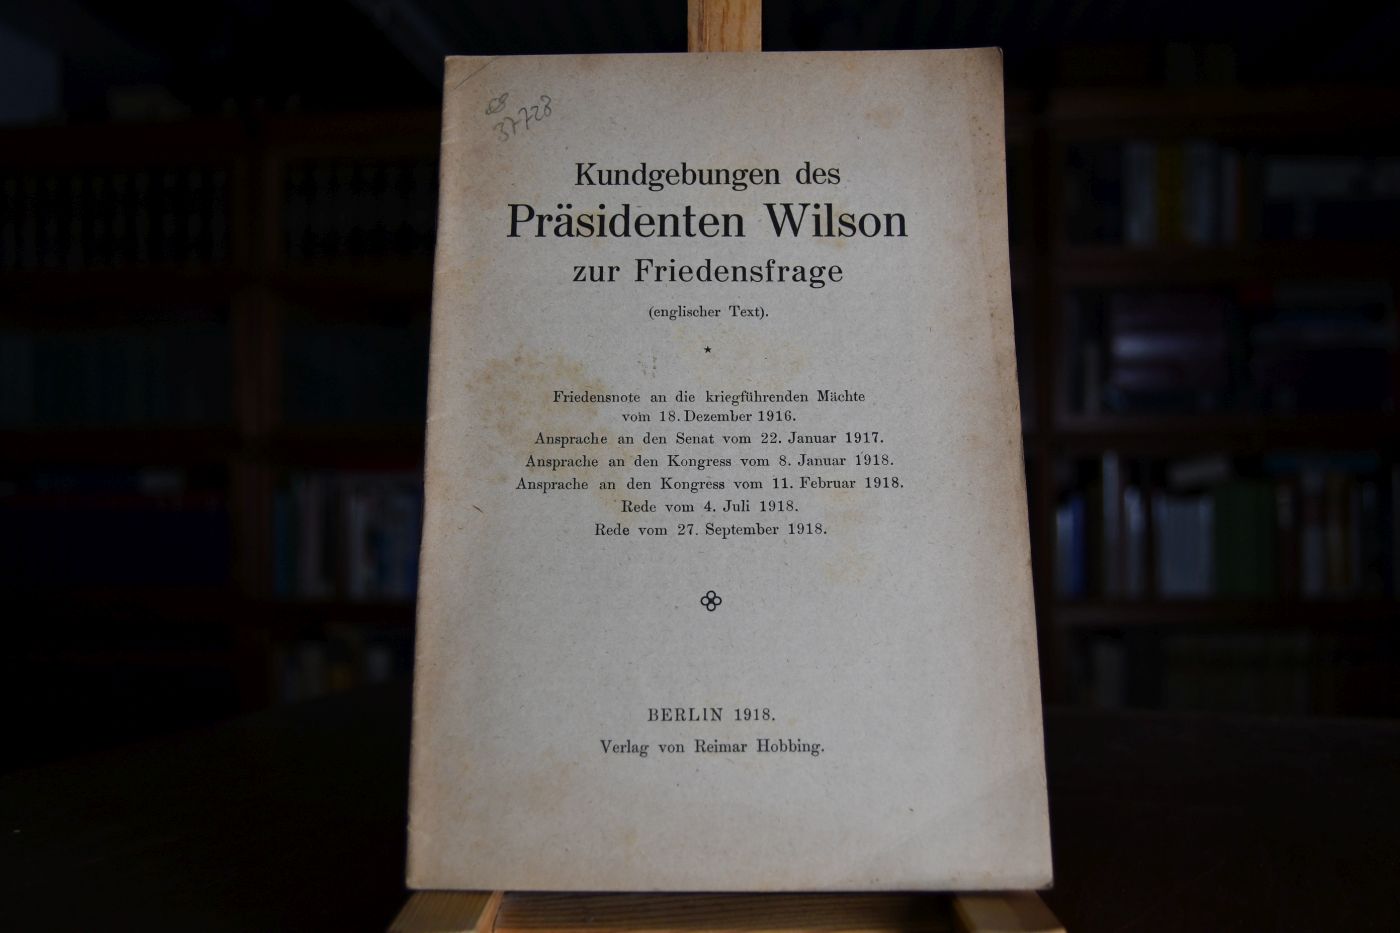 37728
Kundgebungen des
Präsidenten Wilson
zur Friedensfrage
(englischer Text).
Friedensnote an die kriegführenden Mächte
vom 18. Dezember 1916.
Ansprache an den Senat vom 22. Januar 1917.
Ansprache an den Kongress vom 8. Januar 1918.
Ansprache an den Kongress vom 11. Februar 1918.
Rede vom 4. Juli 1918.
Rede vom 27. September 1918.
BERLIN 1918.
Verlag von Reimar Hobbing.